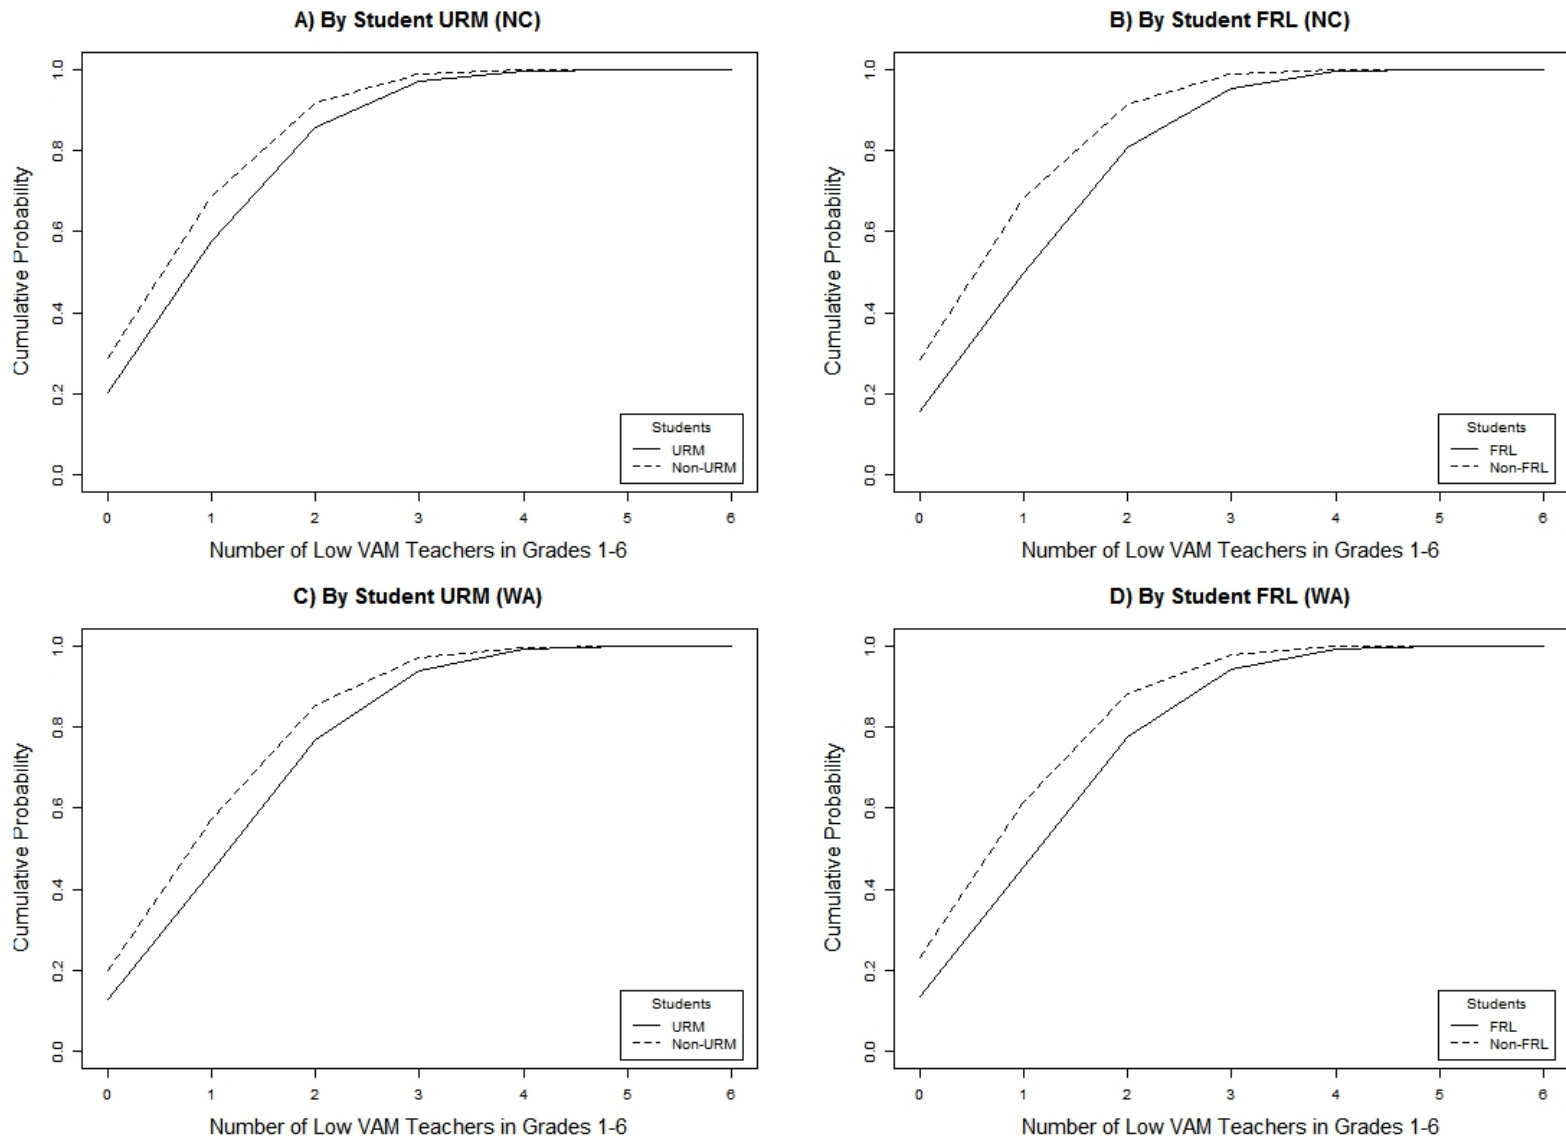 A) By Student URM (NC)
Cumulative Probability
1.0
0.8
0.6
0.4
0.2
0.0
Students
URM
Non-URM
0 1 2 3 4 5 6
Number of Low VAM Teachers in Grades 1-6
B) By Student FRL (NC)
Cumulative Probability
1.0
0.8
0.6
0.4
0.2
0.0
Students
FRL
Non-FRL
0 1 2 3 4 5 6
Number of Low VAM Teachers in Grades 1-6
C) By Student URM (WA)
Cumulative Probability
1.0
0.8
0.6
0.4
0.2
0.0
Students
URM
Non-URM
0 1 2 3 4 5 6
Number of Low VAM Teachers in Grades 1-6
D) By Student FRL (WA)
Cumulative Probability
1.0
0.8
0.6
0.4
0.2
0.0
Students
FRL
Non-FRL
0 1 2 3 4 5 6
Number of Low VAM Teachers in Grades 1-6